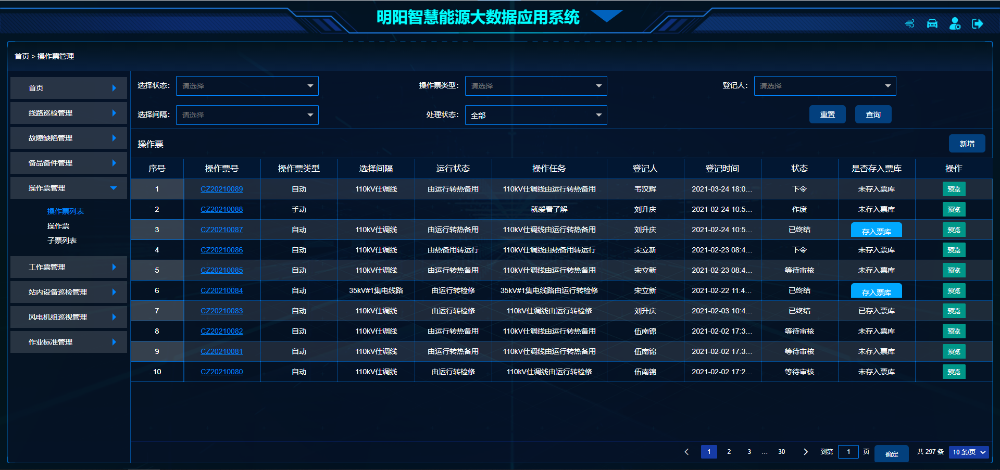 明阳智慧能源大数据应用系统
首页 > 操作票管理
首页
线路巡检管理
故障缺陷管理
备品备件管理
操作票管理
操作票列表
操作票
子票列表
工作票管理
站内设备巡检管理
风电机组巡视管理
作业标准管理
选择状态: 请选择 操作票类型: 请选择 登记人: 请选择
选择间隔: 请选择 处理状态: 全部 重置 查询
操作票 新增
序号 操作票号 操作票类型 选择间隔 运行状态 操作任务 登记人 登记时间 状态 是否存入票库 操作
1 CZ20210089 自动 110kV仕调线 由运行转热备用 110kV仕调线由运行转热备用 韦汉辉 2021-03-24 18:0... 下令 未存入票库 预览
2 CZ20210088 手动 就爱看了解 刘升庆 2021-02-24 10:5... 作废 未存入票库 预览
3 CZ20210087 自动 110kV仕调线 由运行转热备用 110kV仕调线由运行转热备用 刘升庆 2021-02-24 10:5... 已终结 存入票库 预览
4 CZ20210086 自动 110kV仕调线 由热备用转运行 110kV仕调线由热备用转运行 宋立新 2021-02-23 08:4... 下令 未存入票库 预览
5 CZ20210085 自动 110kV仕调线 由运行转热备用 110kV仕调线由运行转热备用 宋立新 2021-02-23 08:4... 等待审核 未存入票库 预览
6 CZ20210084 自动 35kV#1集电线路 由运行转检修 35kV#1集电线路由运行转检修 宋立新 2021-02-22 11:4... 已终结 存入票库 预览
7 CZ20210083 自动 110kV仕调线 由运行转检修 110kV仕调线由运行转检修 刘升庆 2021-02-03 10:4... 已终结 已存入票库 预览
8 CZ20210082 自动 110kV仕调线 由运行转热备用 110kV仕调线由运行转热备用 伍南锦 2021-02-02 17:3... 等待审核 未存入票库 预览
9 CZ20210081 自动 110kV仕调线 由运行转热备用 110kV仕调线由运行转热备用 伍南锦 2021-02-02 17:3... 等待审核 未存入票库 预览
10 CZ20210080 自动 110kV仕调线 由运行转检修 110kV仕调线由运行转检修 伍南锦 2021-02-02 17:2... 等待审核 未存入票库 预览
1 2 3 ... 30 到第 1 页 确定 共 297 条 10 条/页